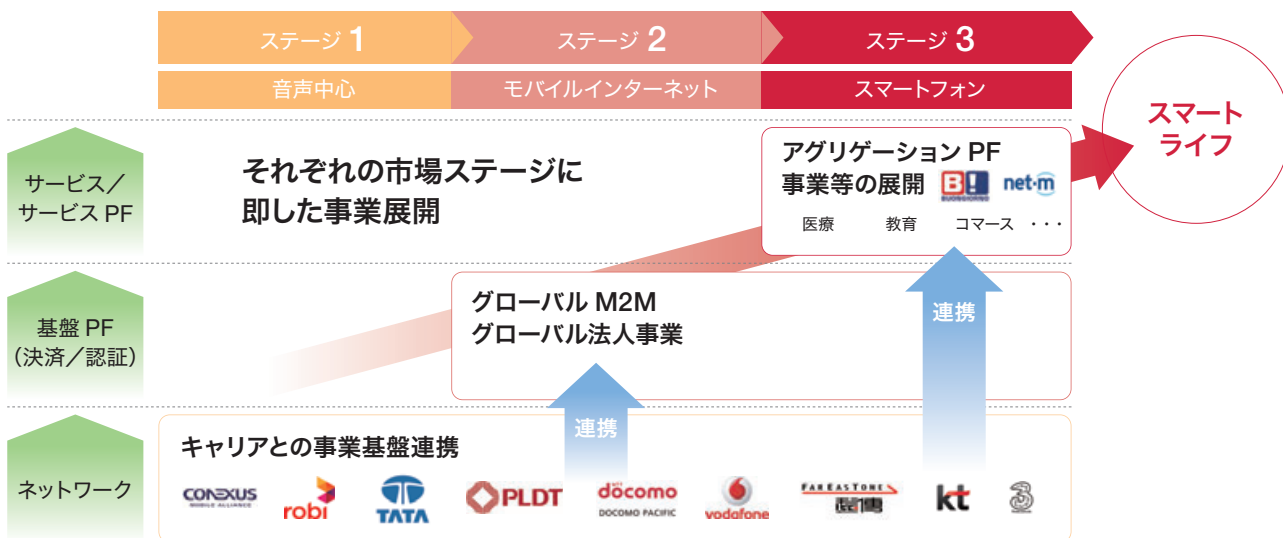 ステージ 1
ステージ 2
ステージ 3
音声中心
モバイルインターネット
スマートフォン
スマート
ライフ
サービス／
サービス PF
それぞれの市場ステージに
即した事業展開
アグリゲーション PF
事業等の展開
B!
BUONGIORNO
net-m
医療
教育
コマース
・・・
基盤 PF
（決済／認証）
グローバル M2M
グローバル法人事業
連携
連携
ネットワーク
キャリアとの事業基盤連携
CONEXUS
MOBILE ALLIANCE
robi
TATA
PLDT
döcomo
DOCOMO PACIFIC
vodafone
FAREASTONE
遠傳
kt
3